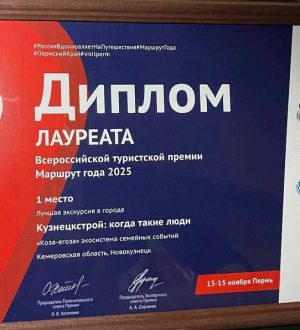 #РоссияВдохновляетНаПутешествия#МаршрутГода
#ПермскийКрай#visitperm
Диплом
ЛАУРЕАТА
Всероссийской туристской премии
Маршрут года 2025
1 место
Лучшая экскурсия в городе
Кузнецкстрой: когда такие люди
«Коза-егоза» экосистема семейных событий
Кемеровская область, Новокузнецк
13-15 ноября Пермь
Председатель Попечительного
совета Премии
Председатель Экспертного
совета Премии